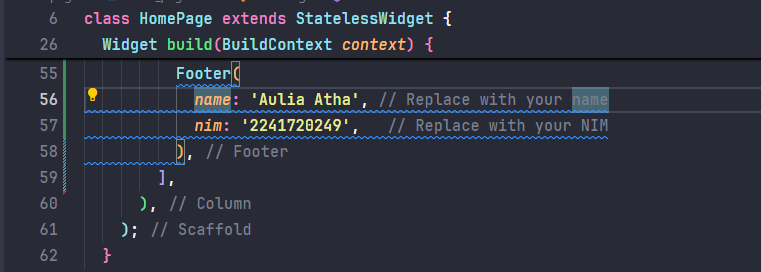 6 class HomePage extends StatelessWidget {
26 Widget build(BuildContext context) {
55 Footer(
56 name: 'Aulia Atha', // Replace with your name
57 nim: '2241720249', // Replace with your NIM
58 ), // Footer
59 ],
60 ), // Column
61 ); // Scaffold
62 }